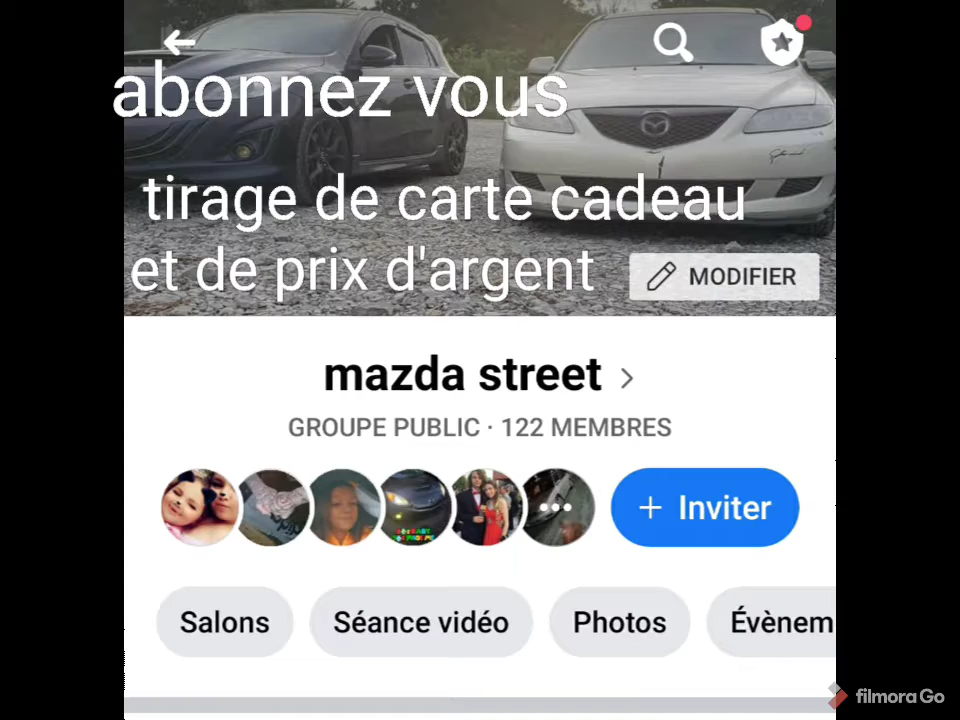 abonnez vous
tirage de carte cadeau
et de prix d'argent
MODIFIER
mazda street
GROUPE PUBLIC · 122 MEMBRES
+ Inviter
Salons
Séance vidéo
Photos
Évènem
filmora Go